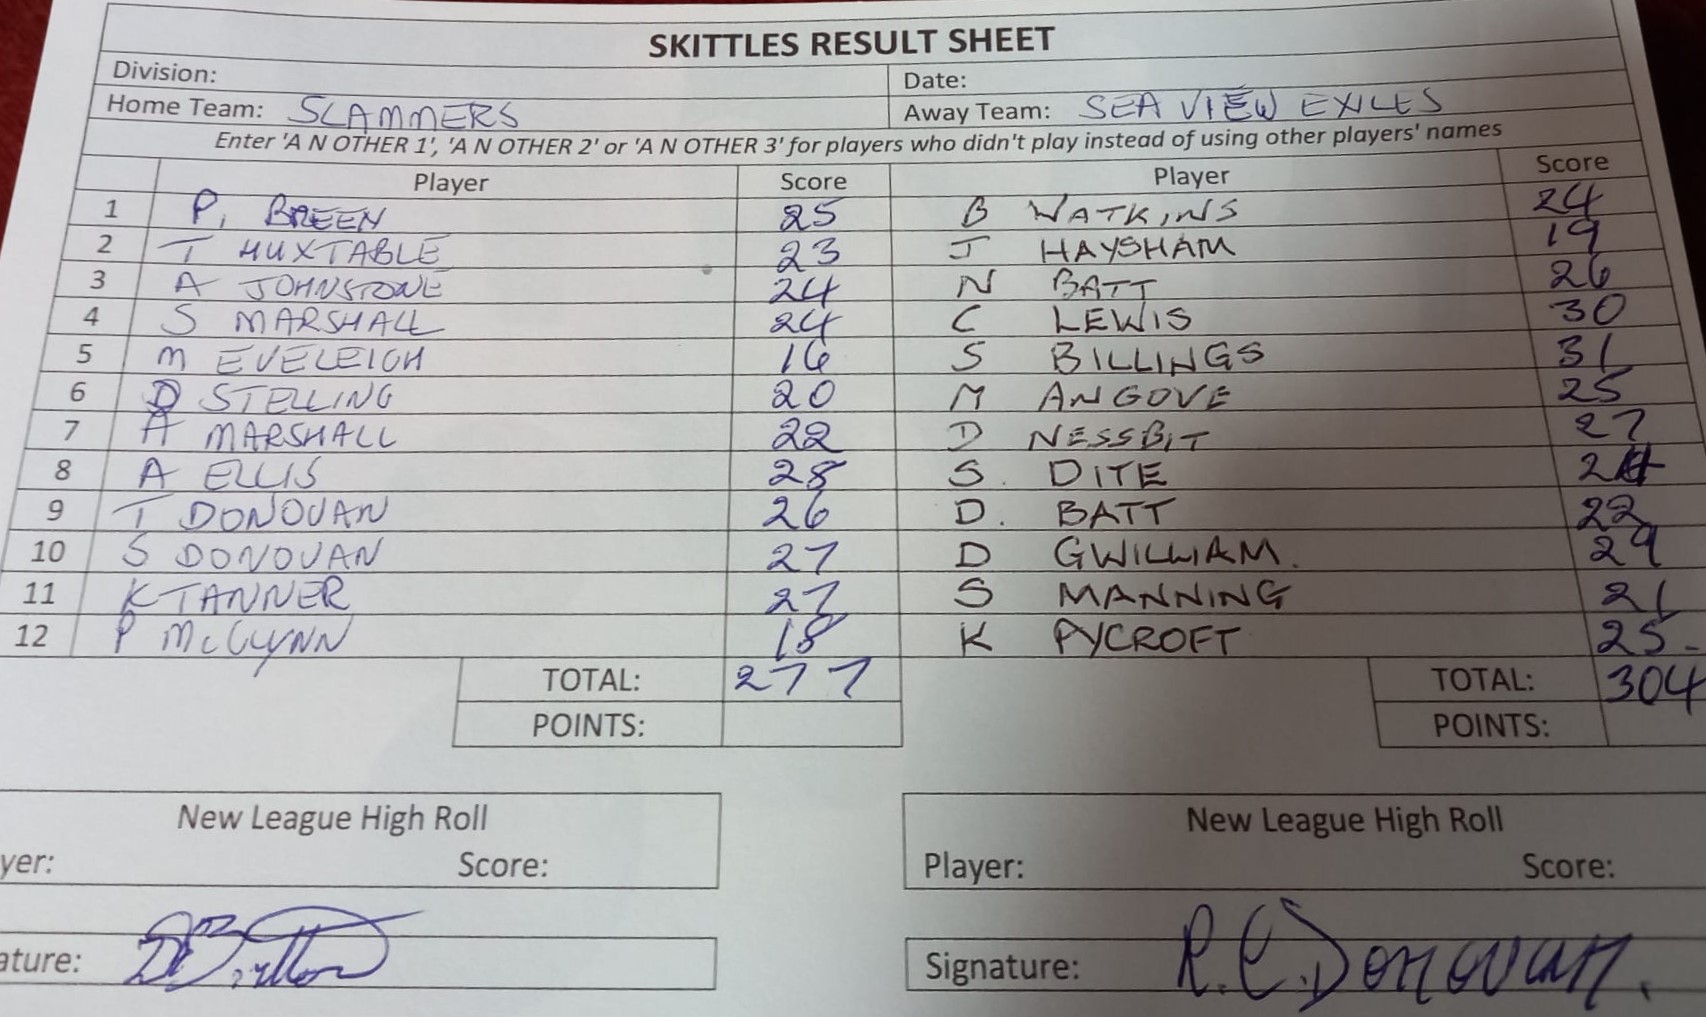 SKITTLES RESULT SHEET
Division: Date:
Home Team: SLAMMERS Away Team: SEA VIEW EXILES
Enter 'A N OTHER 1', 'A N OTHER 2' or 'A N OTHER 3' for players who didn't play instead of using other players' names
Player Score Player Score
1 P, BREEN 25 B WATKINS 24
2 T HUXTABLE 23 J HAYSHAM 19
3 A JOHNSTONE 24 N BATT 26
4 S MARSHALL 24 C LEWIS 30
5 M EVELEIGH 16 S BILLINGS 31
6 D STELLING 20 M ANGOVE 25
7 A MARSHALL 22 D NESSBIT 27
8 A ELLIS 28 S. DITE 24
9 T DONOVAN 26 D. BATT 22
10 S DONOVAN 27 D GWILLIAM. 29
11 K TANNER 27 S MANNING 21
12 P McGLYNN 18 K PYCROFT 25
TOTAL: 277 TOTAL: 304
POINTS: POINTS:
New League High Roll New League High Roll
yer: Score: Player: Score:
ature: Signature: R.C. Donovan.